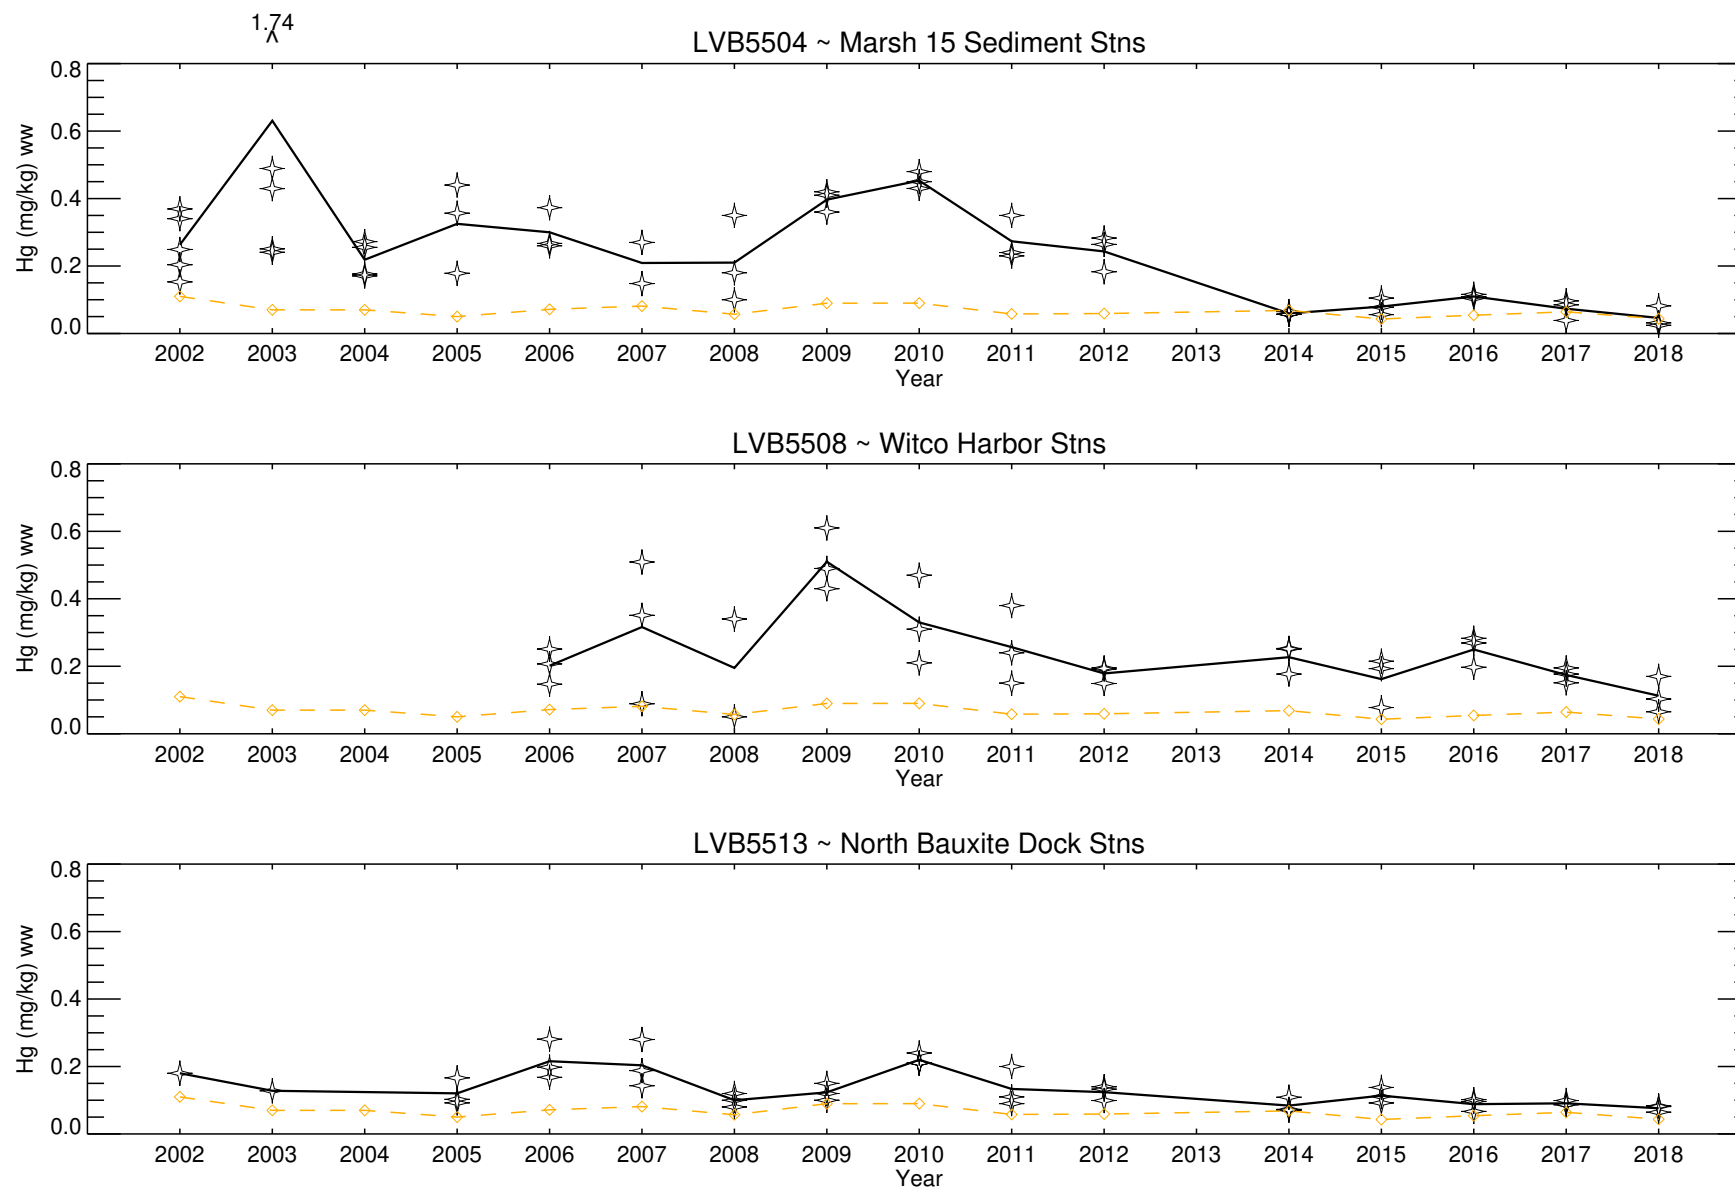 1.74
^
LVB5504 ~ Marsh 15 Sediment Stns
0.8
0.6
0.4
0.2
0.0
Hg (mg/kg) ww
2002 2003 2004 2005 2006 2007 2008 2009 2010 2011 2012 2013 2014 2015 2016 2017 2018
Year
LVB5508 ~ Witco Harbor Stns
0.8
0.6
0.4
0.2
0.0
Hg (mg/kg) ww
2002 2003 2004 2005 2006 2007 2008 2009 2010 2011 2012 2013 2014 2015 2016 2017 2018
Year
LVB5513 ~ North Bauxite Dock Stns
0.8
0.6
0.4
0.2
0.0
Hg (mg/kg) ww
2002 2003 2004 2005 2006 2007 2008 2009 2010 2011 2012 2013 2014 2015 2016 2017 2018
Year